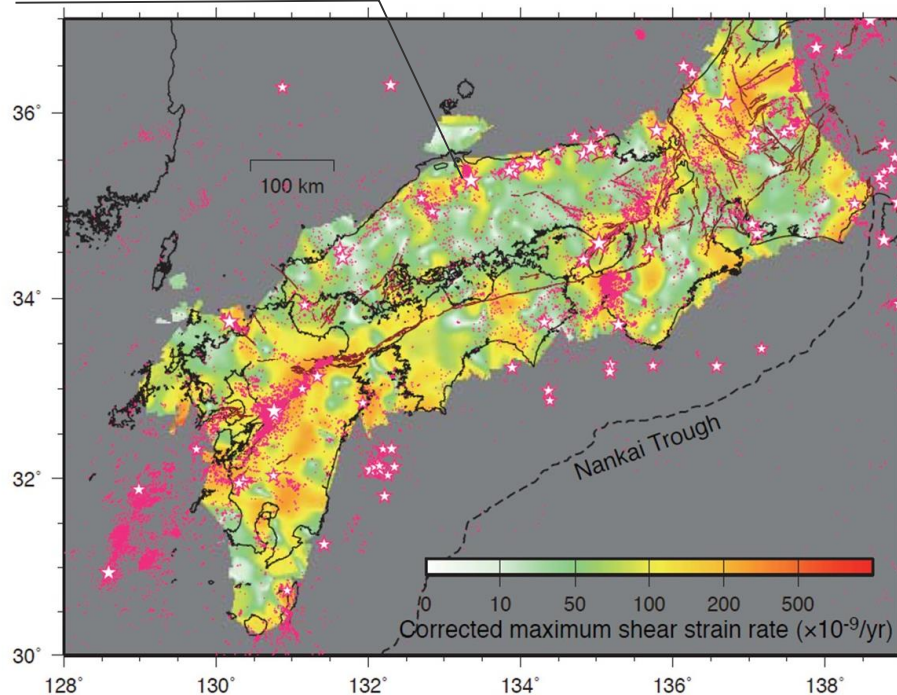 36°
34°
32°
30°
100 km
Nankai Trough
0 10 50 100 200 500
Corrected maximum shear strain rate (×10⁻⁹/yr)
128 130° 132° 134° 136° 138°